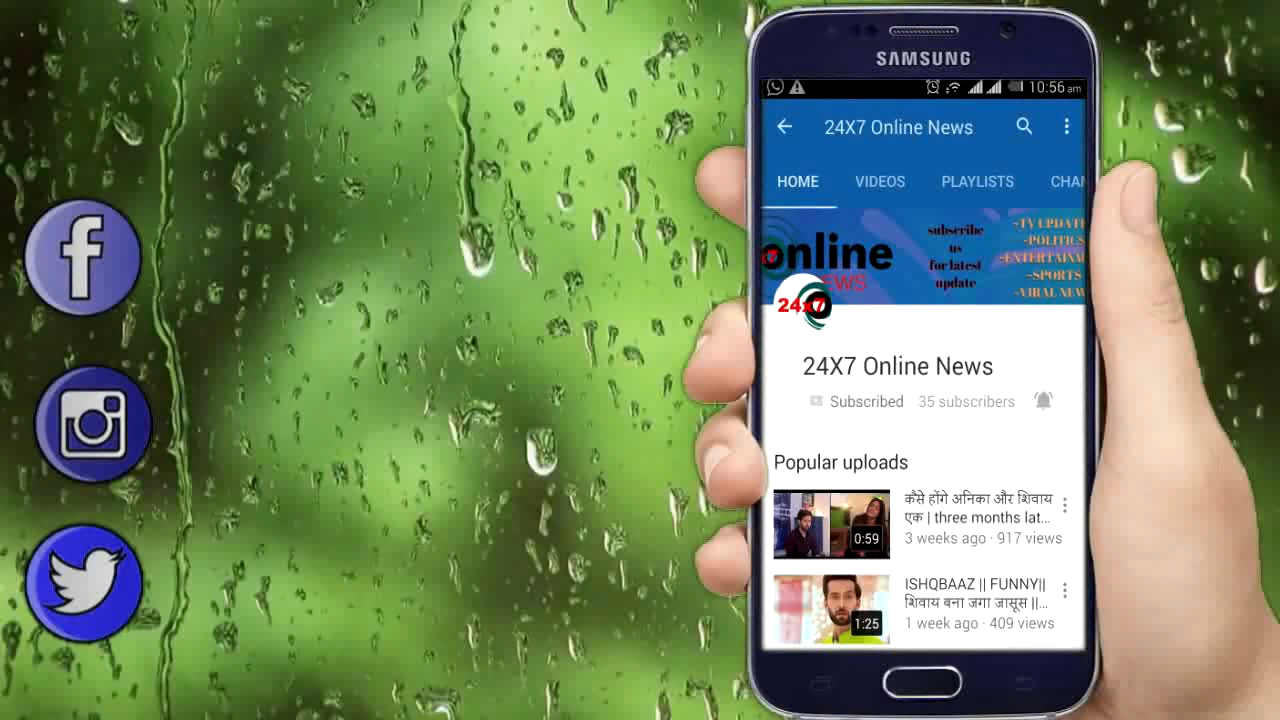 SAMSUNG
10:56 am
24X7 Online News
HOME VIDEOS PLAYLISTS CHAN
online
NEWS
subscribe
us
for latest
update
~TV UPDATE
~POLITICS
~ENTERTAINM
~SPORTS
~VIRAL NEW
24x7
24X7 Online News
Subscribed 35 subscribers
Popular uploads
कैसे होंगे अनिका और शिवाय
एक | three months lat...
3 weeks ago · 917 views
0:59
ISHQBAAZ || FUNNY||
शिवाय बना जगा जासूस ||...
1 week ago · 409 views
1:25